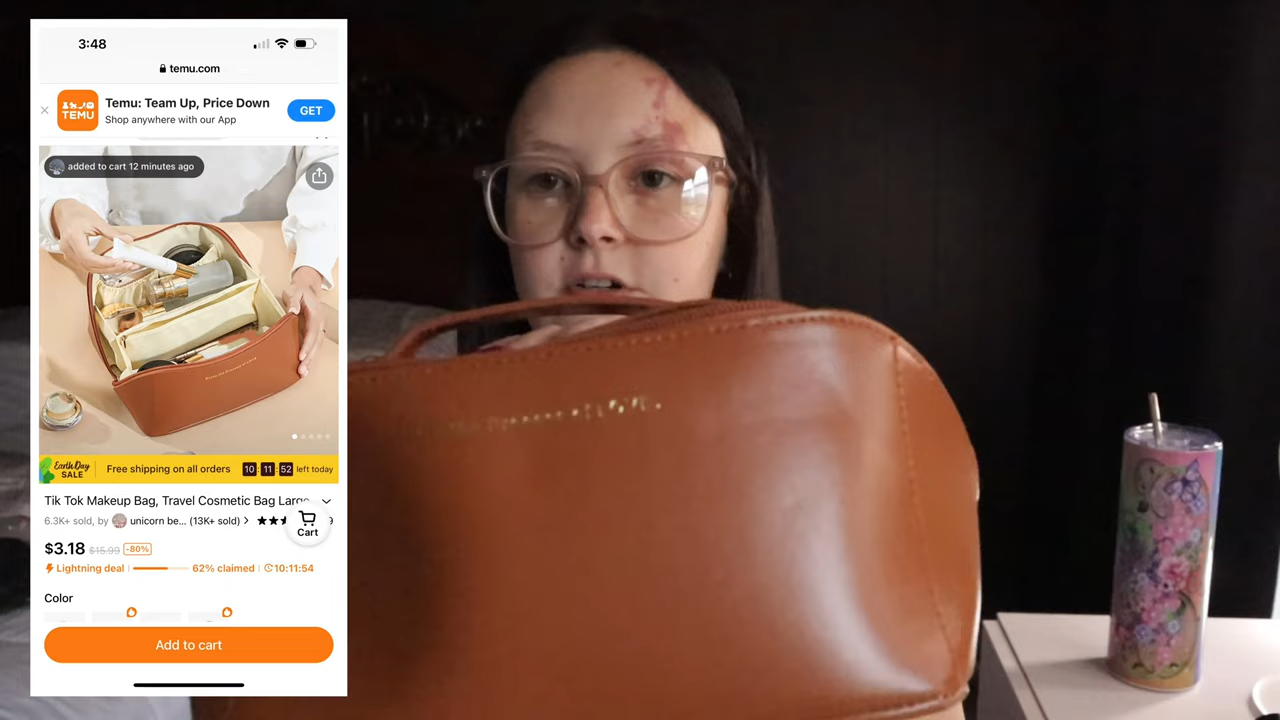 3:48
temu.com
Temu: Team Up, Price Down
GET
TEMU
Shop anywhere with our App
added to cart 12 minutes ago
EarthDay
SALE
Free shipping on all orders 10:11:52 left today
Tik Tok Makeup Bag, Travel Cosmetic Bag Large
6.3K+ sold, by unicorn be... (13K+ sold) 9
Cart
$3.18 $15.99 -80%
Lightning deal 62% claimed 10:11:54
Color
Add to cart